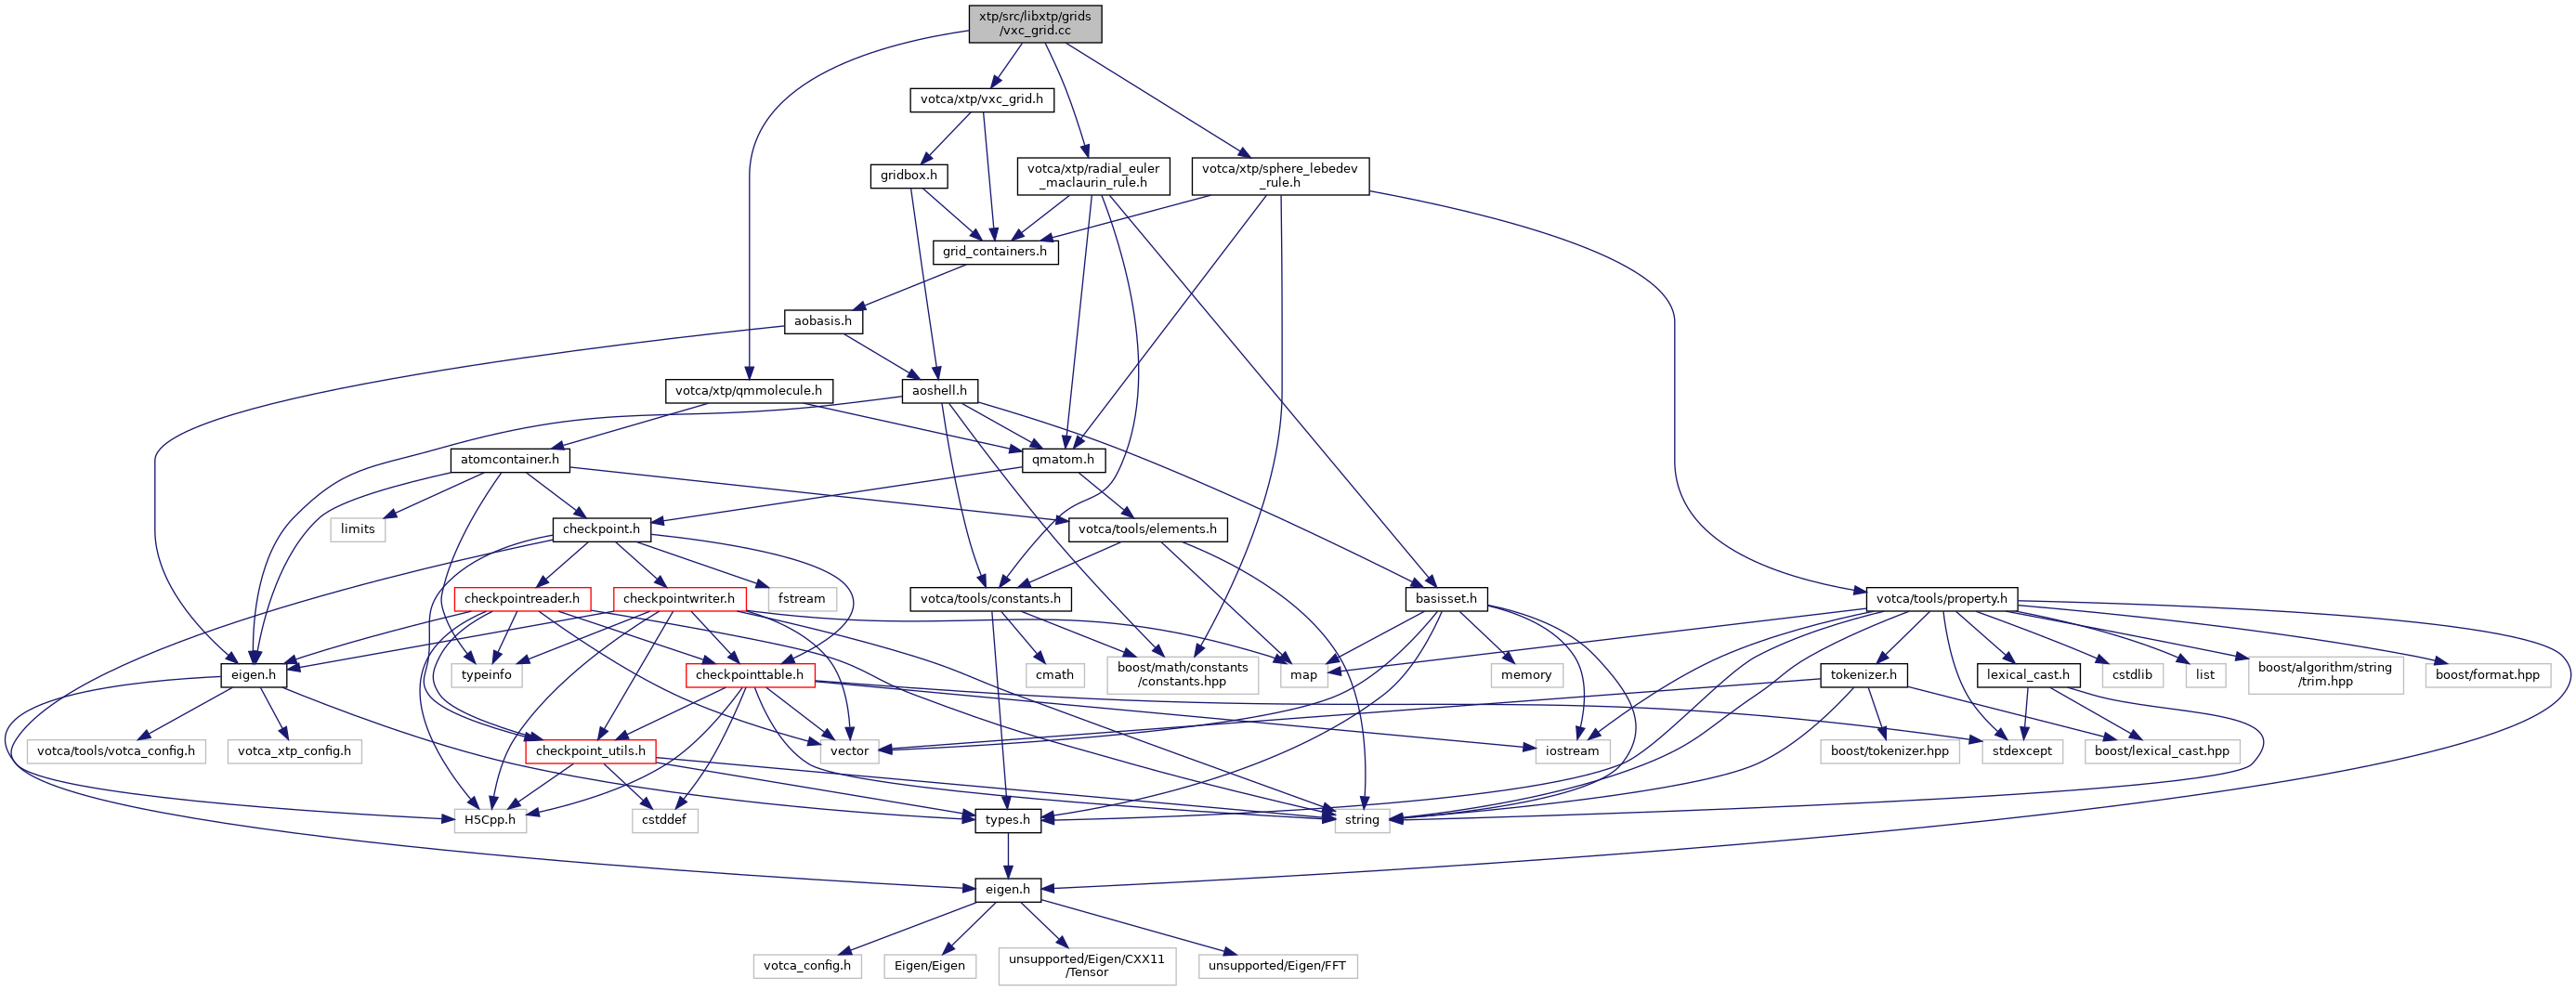 xtp/src/libxtp/grids
/vxc_grid.cc
votca/xtp/vxc_grid.h
gridbox.h
votca/xtp/radial_euler
_maclaurin_rule.h
votca/xtp/sphere_lebedev
_rule.h
grid_containers.h
aobasis.h
votca/xtp/qmmolecule.h
aoshell.h
atomcontainer.h
qmatom.h
limits
checkpoint.h
votca/tools/elements.h
checkpointreader.h
checkpointwriter.h
fstream
votca/tools/constants.h
basisset.h
votca/tools/property.h
eigen.h
typeinfo
checkpointtable.h
cmath
boost/math/constants
/constants.hpp
map
memory
tokenizer.h
lexical_cast.h
cstdlib
list
boost/algorithm/string
/trim.hpp
boost/format.hpp
votca/tools/votca_config.h
votca_xtp_config.h
checkpoint_utils.h
vector
iostream
boost/tokenizer.hpp
stdexcept
boost/lexical_cast.hpp
H5Cpp.h
cstddef
types.h
string
eigen.h
votca_config.h
Eigen/Eigen
unsupported/Eigen/CXX11
/Tensor
unsupported/Eigen/FFT